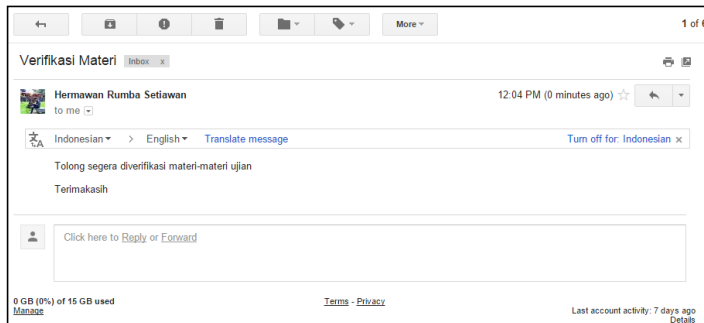 More
1 of 6
Verifikasi Materi Inbox x
Hermawan Rumba Setiawan 12:04 PM (0 minutes ago)
to me
Indonesian > English Translate message Turn off for: Indonesian x
Tolong segera diverifikasi materi-materi ujian
Terimakasih
Click here to Reply or Forward
0 GB (0%) of 15 GB used
Manage
Terms - Privacy
Last account activity: 7 days ago
Details